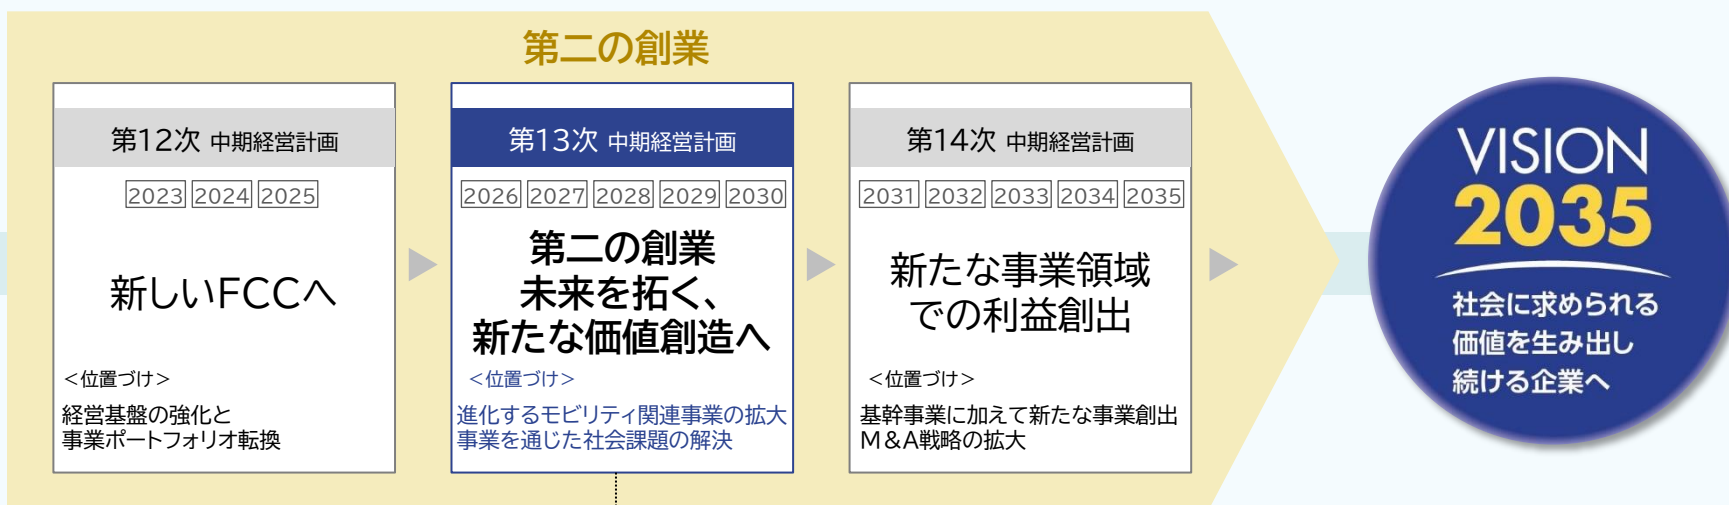 第二の創業
第12次 中期経営計画
2023 2024 2025
新しいFCCへ
＜位置づけ＞
経営基盤の強化と
事業ポートフォリオ転換
第13次 中期経営計画
2026 2027 2028 2029 2030
第二の創業
未来を拓く、
新たな価値創造へ
＜位置づけ＞
進化するモビリティ関連事業の拡大
事業を通じた社会課題の解決
第14次 中期経営計画
2031 2032 2033 2034 2035
新たな事業領域
での利益創出
＜位置づけ＞
基幹事業に加えて新たな事業創出
M＆A戦略の拡大
VISION
2035
社会に求められる
価値を生み出し
続ける企業へ